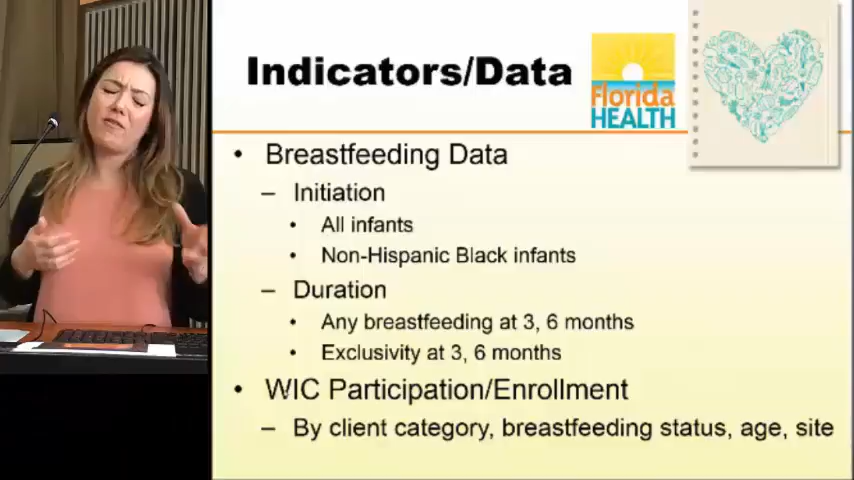 Indicators/Data
Florida
HEALTH
• Breastfeeding Data
– Initiation
• All infants
• Non-Hispanic Black infants
– Duration
• Any breastfeeding at 3, 6 months
• Exclusivity at 3, 6 months
• WIC Participation/Enrollment
– By client category, breastfeeding status, age, site